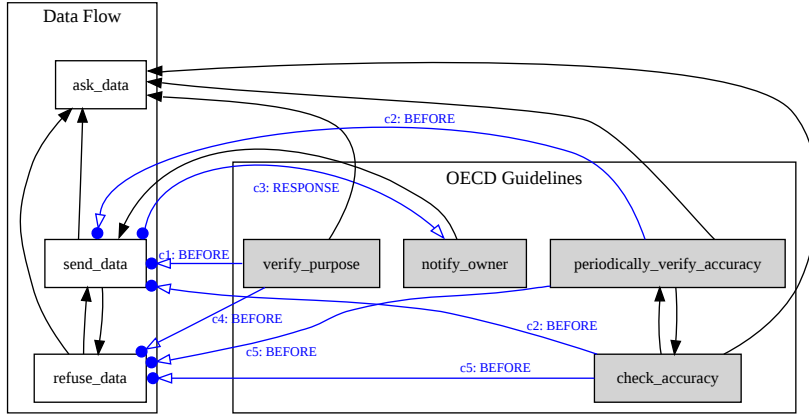 Data Flow
ask_data
c2: BEFORE
OECD Guidelines
c3: RESPONSE
c1: BEFORE
send_data
verify_purpose
notify_owner
periodically_verify_accuracy
c4: BEFORE
c2: BEFORE
c5: BEFORE
c5: BEFORE
refuse_data
check_accuracy